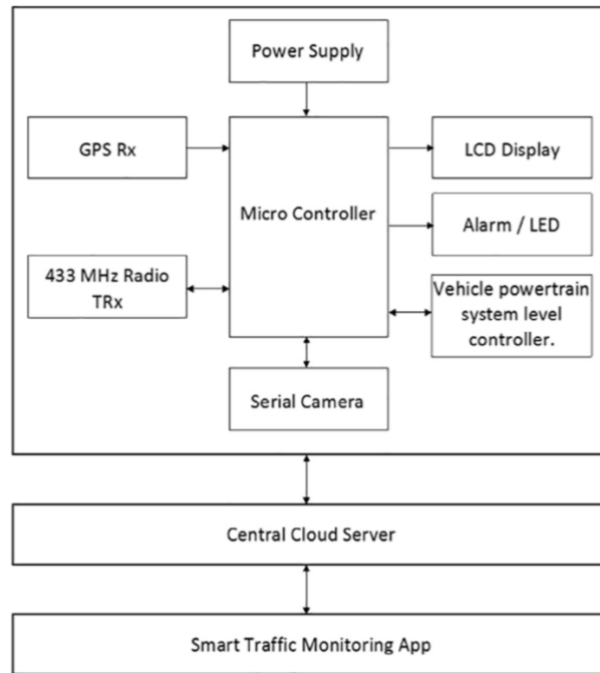 Power Supply
GPS Rx
Micro Controller
LCD Display
Alarm / LED
433 MHz Radio
TRx
Vehicle powertrain
system level
controller.
Serial Camera
Central Cloud Server
Smart Traffic Monitoring App